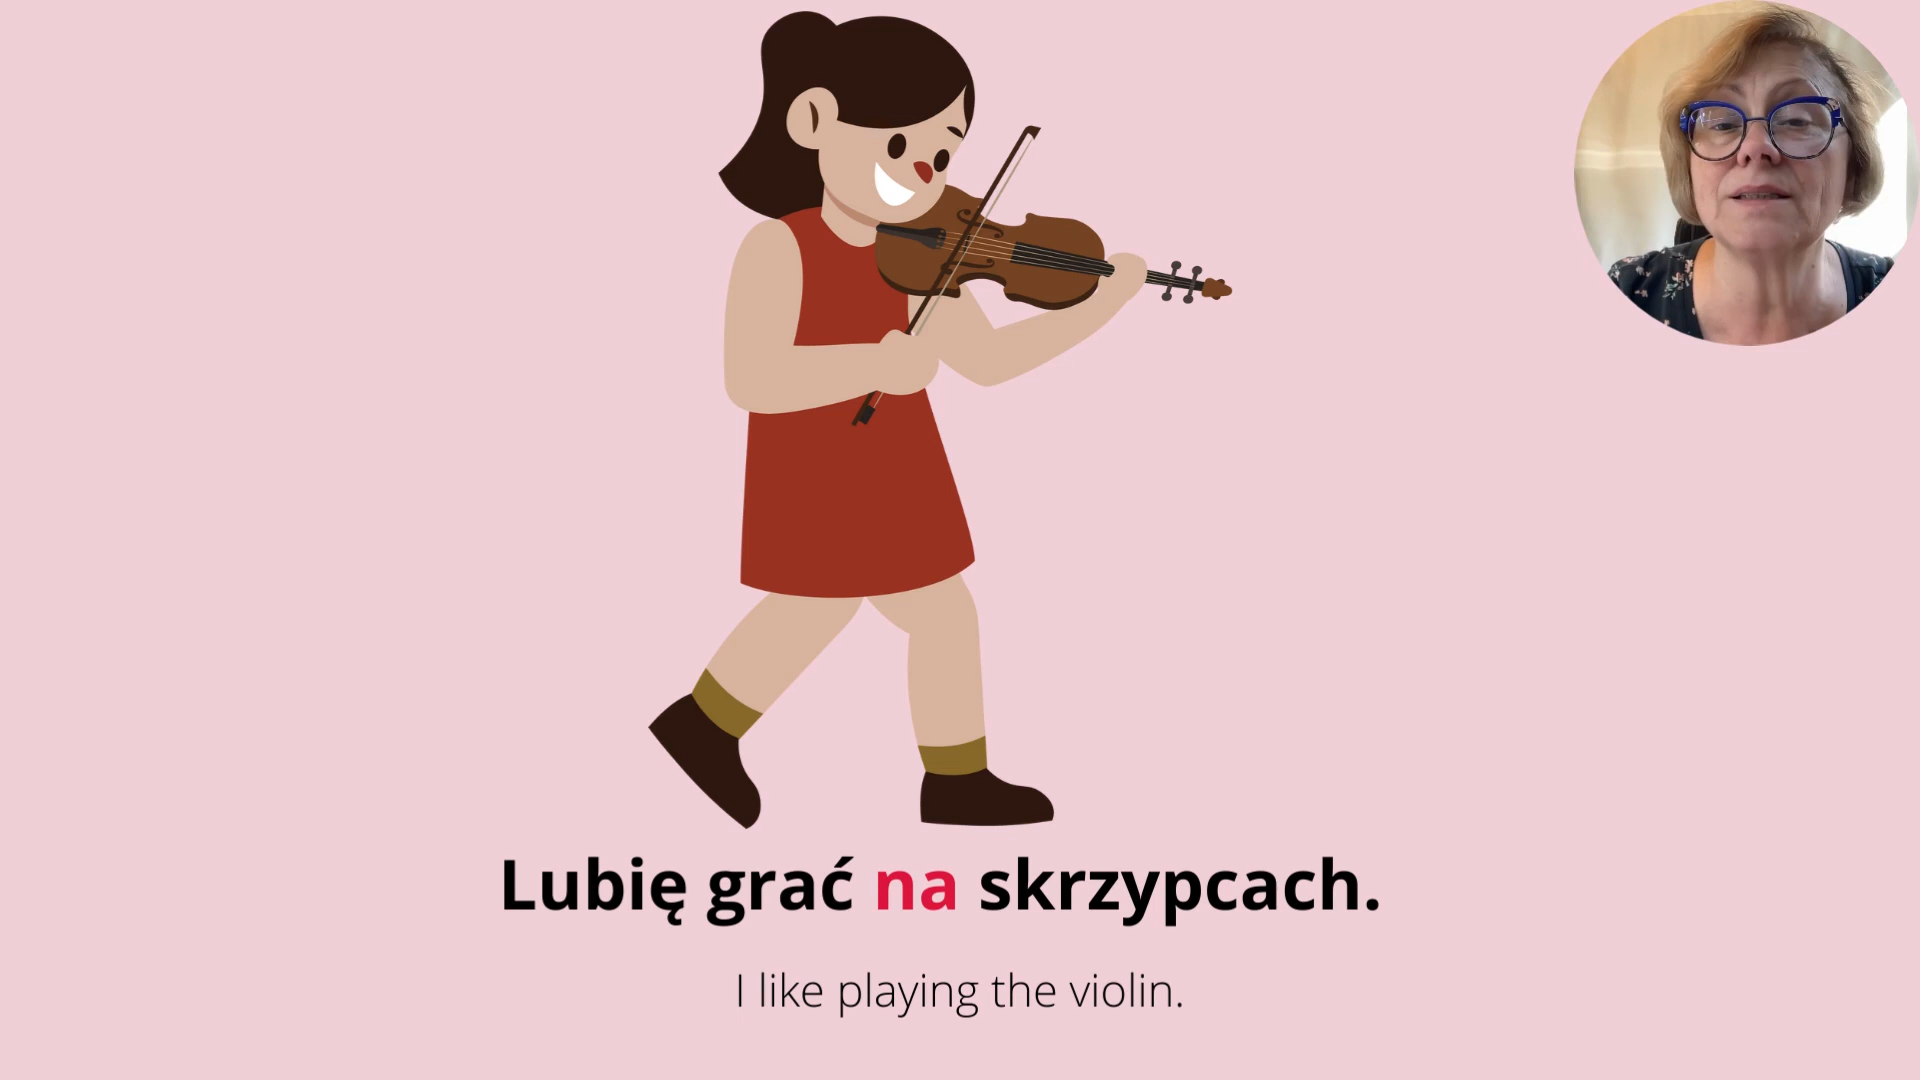 Lubię grać na skrzypcach.
I like playing the violin.